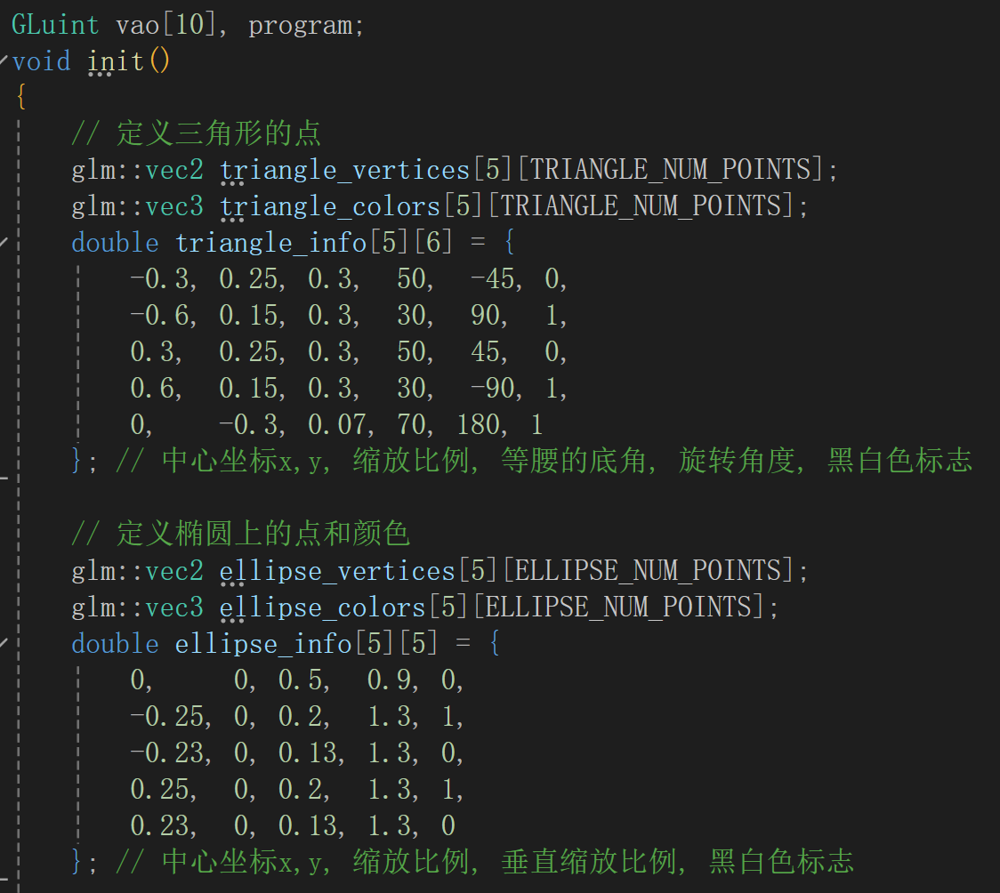 GLuint vao[10], program;
void init()
{
// 定义三角形的点
glm::vec2 triangle_vertices[5][TRIANGLE_NUM_POINTS];
glm::vec3 triangle_colors[5][TRIANGLE_NUM_POINTS];
double triangle_info[5][6] = {
-0.3, 0.25, 0.3, 50, -45, 0,
-0.6, 0.15, 0.3, 30, 90, 1,
0.3, 0.25, 0.3, 50, 45, 0,
0.6, 0.15, 0.3, 30, -90, 1,
0, -0.3, 0.07, 70, 180, 1
}; // 中心坐标x,y, 缩放比例, 等腰的底角, 旋转角度, 黑白色标志
// 定义椭圆上的点和颜色
glm::vec2 ellipse_vertices[5][ELLIPSE_NUM_POINTS];
glm::vec3 ellipse_colors[5][ELLIPSE_NUM_POINTS];
double ellipse_info[5][5] = {
0, 0, 0.5, 0.9, 0,
-0.25, 0, 0.2, 1.3, 1,
-0.23, 0, 0.13, 1.3, 0,
0.25, 0, 0.2, 1.3, 1,
0.23, 0, 0.13, 1.3, 0
}; // 中心坐标x,y, 缩放比例, 垂直缩放比例, 黑白色标志